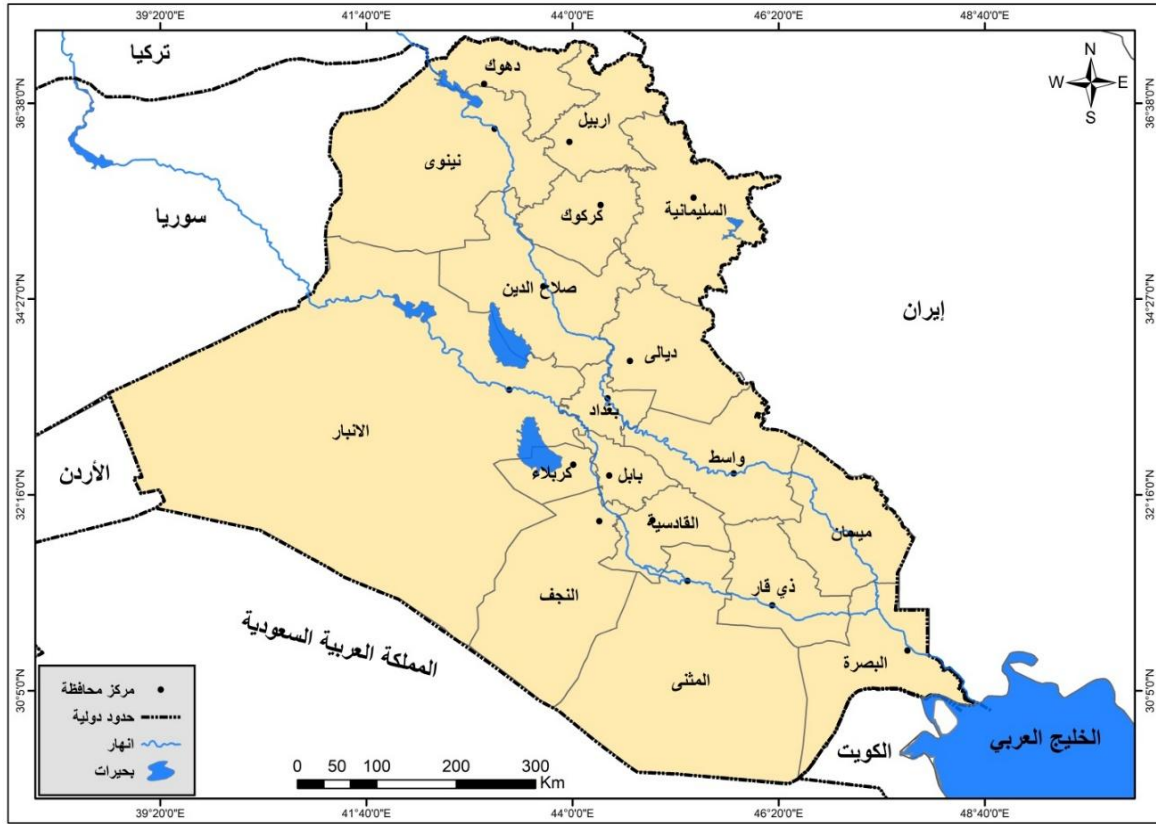 39°20'0"E
41°40'0"E
44°0'0"E
46°20'0"E
48°40'0"E
36°38'0"N
36°38'0"N
34°27'0"N
34°27'0"N
32°16'0"N
32°16'0"N
30°5'0"N
30°5'0"N
N
W E
S
تركيا
دهوك
اربيل
نينوى
السليمانية
كركوك
سوريا
صلاح الدين
إيران
ديالى
بغداد
الانبار
واسط
الأردن
كربلاء
بابل
القادسية
ميسان
النجف
ذي قار
المملكة العربية السعودية
البصرة
المثنى
الخليج العربي
الكويت
مركز محافظة
حدود دولية
انهار
بحيرات
0 50 100 200 300
Km
39°20'0"E
41°40'0"E
44°0'0"E
46°20'0"E
48°40'0"E